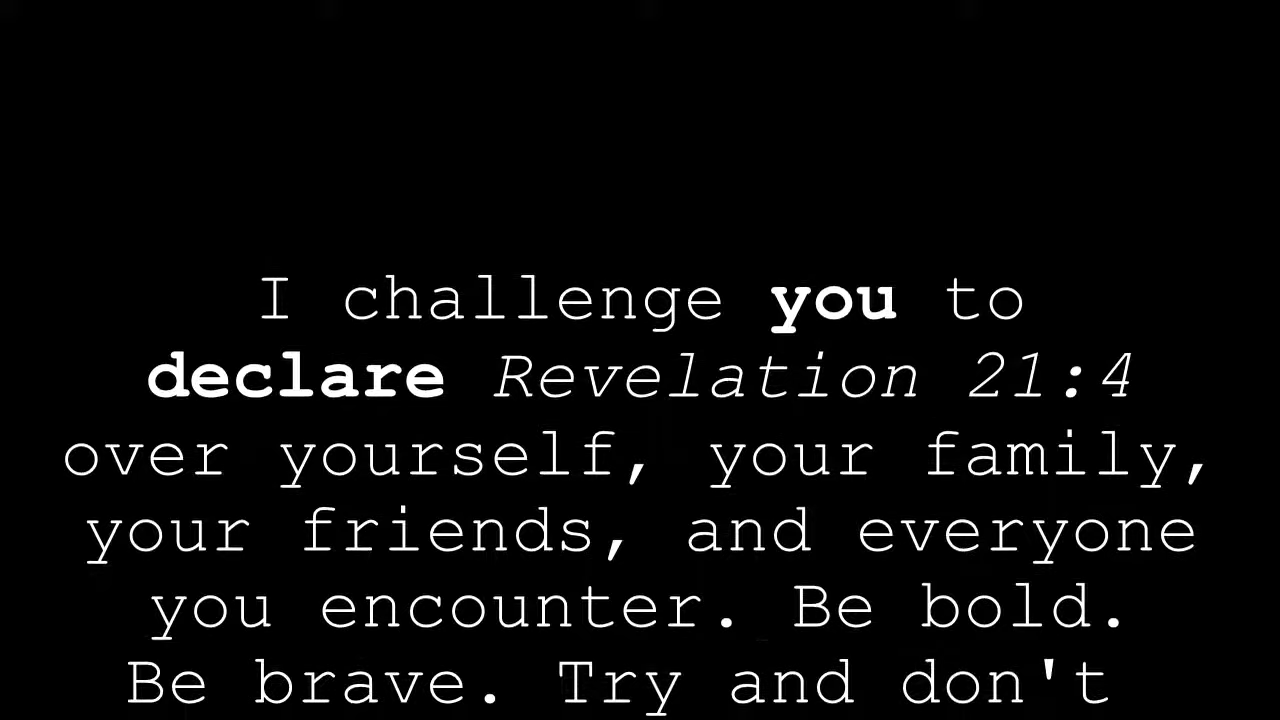 I challenge you to
declare Revelation 21:4
over yourself, your family,
your friends, and everyone
you encounter. Be bold.
Be brave. Try and don't